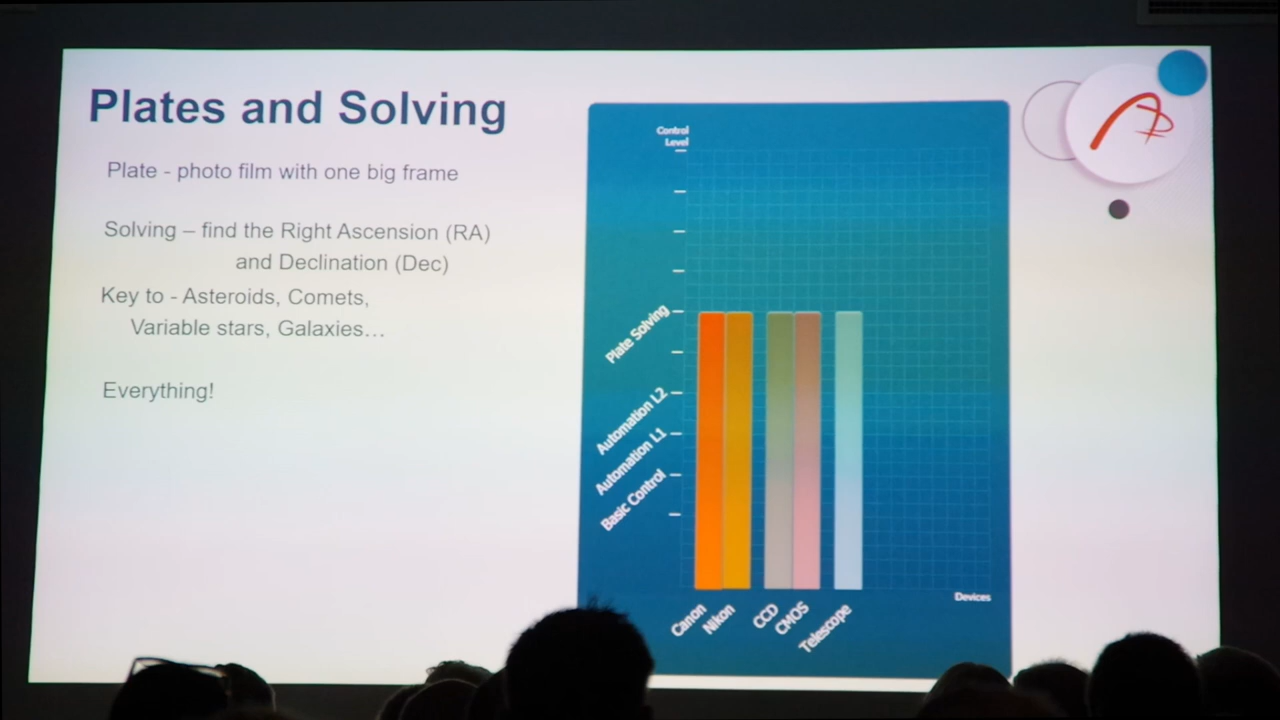 Plates and Solving
Plate - photo film with one big frame
Solving – find the Right Ascension (RA)
and Declination (Dec)
Key to - Asteroids, Comets,
Variable stars, Galaxies…
Everything!
Control
Level
Plate Solving
Automation L2
Automation L1
Basic Control
Devices
Canon
Nikon
CCD
CMOS
Telescope